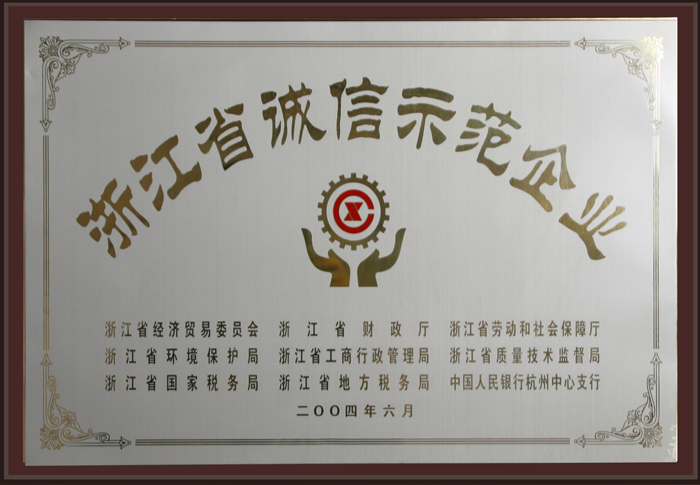 浙江省诚信示范企业
浙江省经济贸易委员会 浙江省财政厅 浙江省劳动和社会保障厅
浙江省环境保护局 浙江省工商行政管理局 浙江省质量技术监督局
浙江省国家税务局 浙江省地方税务局 中国人民银行杭州中心支行
二〇〇四年六月